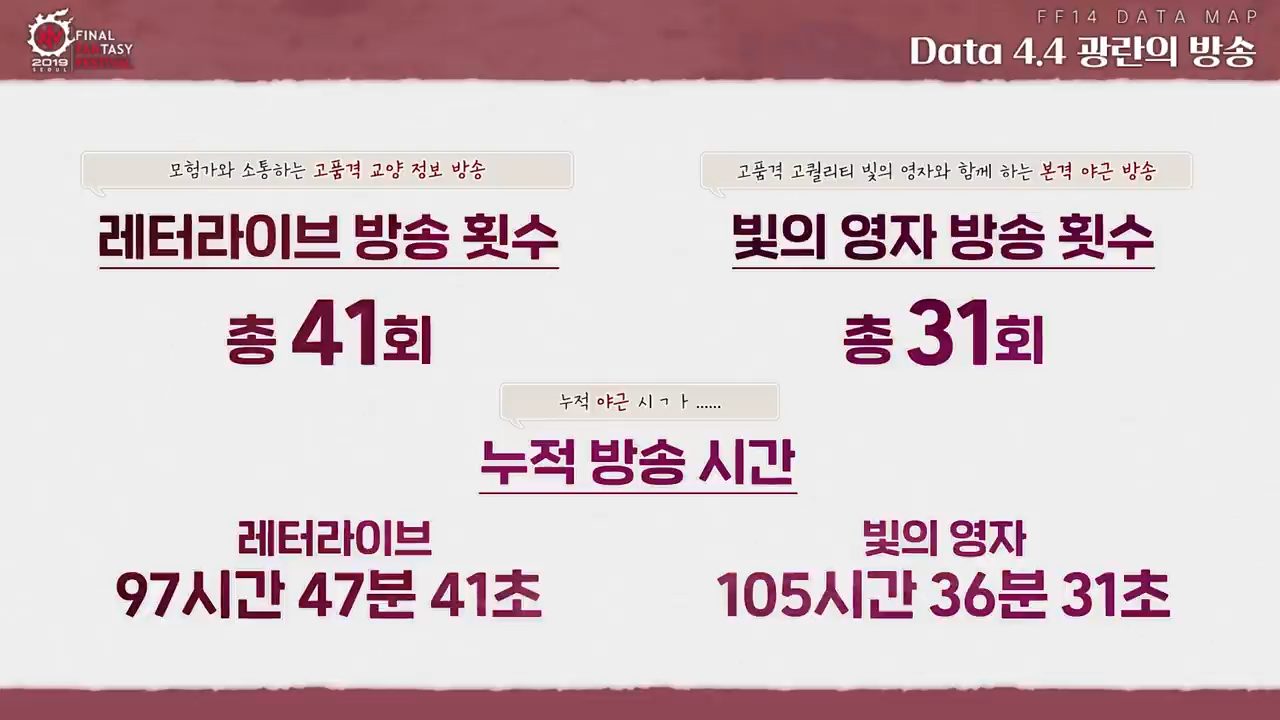 FINAL
FANTASY
FESTIVAL
2019
SEOUL
FF14 DATA MAP
Data 4.4 광란의 방송
모험가와 소통하는 고품격 교양 정보 방송
레터라이브 방송 횟수
총 41회
고품격 고퀄리티 빛의 영자와 함께 하는 본격 야근 방송
빛의 영자 방송 횟수
총 31회
누적 야근 시 ㄱ ㅏ ......
누적 방송 시간
레터라이브
97시간 47분 41초
빛의 영자
105시간 36분 31초